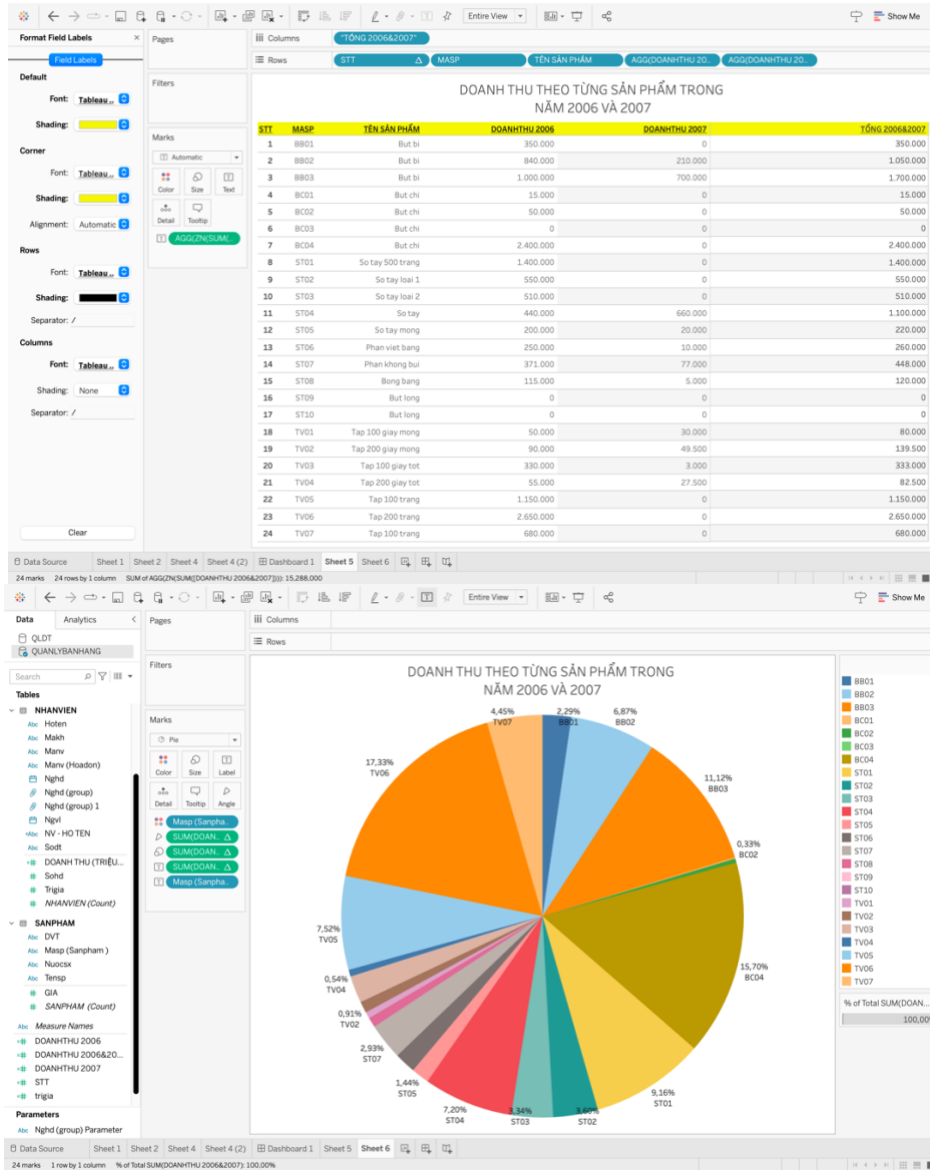 Entire View
Show Me
Format Field Labels ×
Field Labels
Default
Font: Tableau ..
Shading:
Corner
Font: Tableau ..
Shading:
Alignment: Automatic
Rows
Font: Tableau ..
Shading:
Separator: /
Columns
Font: Tableau ..
Shading: None
Separator: /
Clear
Pages
Filters
Marks
Automatic
Color Size Text
Detail Tooltip
AGG(ZN(SUM(..
Columns "TỔNG 2006&2007"
Rows STT MASP TÊN SẢN PHẨM AGG(DOANHTHU 20.. AGG(DOANHTHU 20..
DOANH THU THEO TỪNG SẢN PHẨM TRONG
NĂM 2006 VÀ 2007
STT MASP TÊN SẢN PHẨM DOANHTHU 2006 DOANHTHU 2007 TỔNG 2006&2007
1 BB01 But bi 350.000 0 350.000
2 BB02 But bi 840.000 210.000 1.050.000
3 BB03 But bi 1.000.000 700.000 1.700.000
4 BC01 But chi 15.000 0 15.000
5 BC02 But chi 50.000 0 50.000
6 BC03 But chi 0 0 0
7 BC04 But chi 2.400.000 0 2.400.000
8 ST01 So tay 500 trang 1.400.000 0 1.400.000
9 ST02 So tay loai 1 550.000 0 550.000
10 ST03 So tay loai 2 510.000 0 510.000
11 ST04 So tay 440.000 660.000 1.100.000
12 ST05 So tay mong 200.000 20.000 220.000
13 ST06 Phan viet bang 250.000 10.000 260.000
14 ST07 Phan khong bui 371.000 77.000 448.000
15 ST08 Bong bang 115.000 5.000 120.000
16 ST09 But long 0 0 0
17 ST10 But long 0 0 0
18 TV01 Tap 100 giay mong 50.000 30.000 80.000
19 TV02 Tap 200 giay mong 90.000 49.500 139.500
20 TV03 Tap 100 giay tot 330.000 3.000 333.000
21 TV04 Tap 200 giay tot 55.000 27.500 82.500
22 TV05 Tap 100 trang 1.150.000 0 1.150.000
23 TV06 Tap 200 trang 2.650.000 0 2.650.000
24 TV07 Tap 100 trang 680.000 0 680.000
Data Source Sheet 1 Sheet 2 Sheet 4 Sheet 4 (2) Dashboard 1 Sheet 5 Sheet 6
24 marks 24 rows by 1 column SUM of AGG(ZN(SUM([DOANHTHU 2006&2007]))): 15,288,000
Entire View
Show Me
Data Analytics
QLDT
QUANLYBANHANG
Search
Tables
NHANVIEN
Abc Hoten
Abc Makh
Abc Manv
Abc Manv (Hoadon)
Nghd
Nghd (group)
Nghd (group) 1
Ngvl
Abc NV - HO TEN
Abc Sodt
DOANH THU (TRIỆU...
Sohd
Trigia
NHANVIEN (Count)
SANPHAM
Abc DVT
Abc Masp (Sanpham )
Abc Nuocsx
Abc Tensp
GIA
SANPHAM (Count)
Abc Measure Names
DOANHTHU 2006
DOANHTHU 2006&20...
DOANHTHU 2007
STT
trigia
Parameters
Abc Nghd (group) Parameter
Pages
Filters
Marks
Pie
Color Size Label
Detail Tooltip Angle
Masp (Sanpha..
SUM(DOAN..
SUM(DOAN..
SUM(DOAN..
Masp (Sanpha..
Columns
Rows
DOANH THU THEO TỪNG SẢN PHẨM TRONG
NĂM 2006 VÀ 2007
4,45%
TV07
2,29%
BB01
6,87%
BB02
17,33%
TV06
11,12%
BB03
0,33%
BC02
7,52%
TV05
15,70%
BC04
0,54%
TV04
0,91%
TV02
2,93%
ST07
1,44%
ST05
7,20%
ST04
3,34%
ST03
3,60%
ST02
9,16%
ST01
BB01
BB02
BB03
BC01
BC02
BC03
BC04
ST01
ST02
ST03
ST04
ST05
ST06
ST07
ST08
ST09
ST10
TV01
TV02
TV03
TV04
TV05
TV06
TV07
% of Total SUM(DOAN...
100,00
Data Source Sheet 1 Sheet 2 Sheet 4 Sheet 4 (2) Dashboard 1 Sheet 5 Sheet 6
24 marks 1 row by 1 column % of Total SUM(DOANHTHU 2006&2007): 100,00%